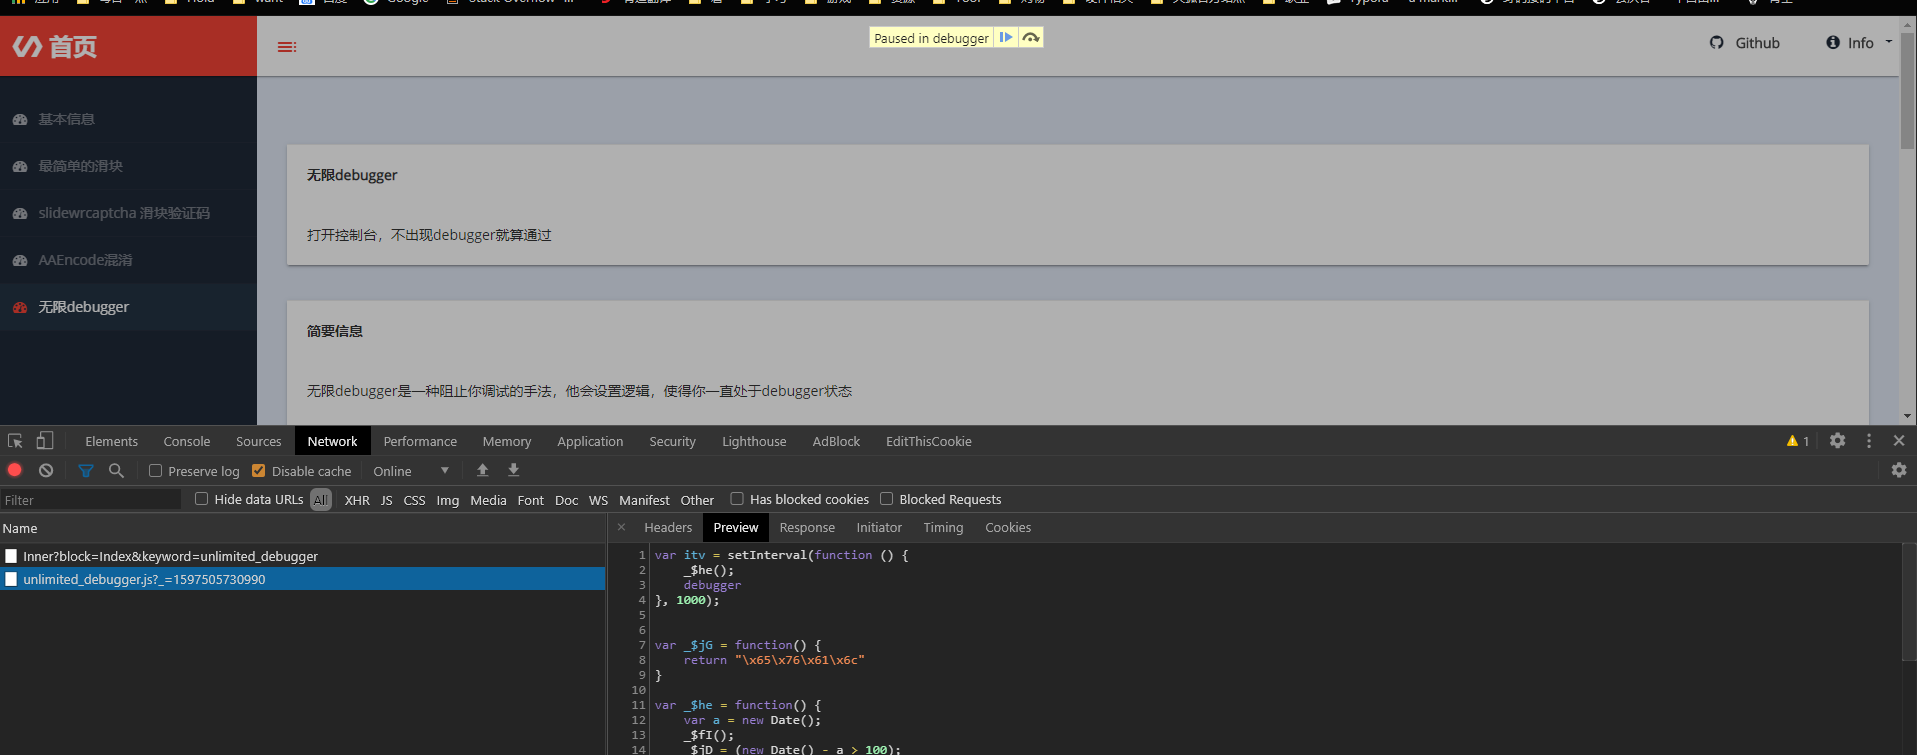 首页
Paused in debugger
Github
Info
基本信息
最简单的滑块
slidewrcaptcha 滑块验证码
AAEncode混淆
无限debugger
无限debugger
打开控制台，不出现debugger就算通过
简要信息
无限debugger是一种阻止你调试的手法，他会设置逻辑，使得你一直处于debugger状态
Elements Console Sources Network Performance Memory Application Security Lighthouse AdBlock EditThisCookie 1
Preserve log Disable cache Online
Filter Hide data URLs All XHR JS CSS Img Media Font Doc WS Manifest Other Has blocked cookies Blocked Requests
Name
Inner?block=Index&keyword=unlimited_debugger
unlimited_debugger.js?_=1597505730990
× Headers Preview Response Initiator Timing Cookies
1 var itv = setInterval(function () {
2 _$he();
3 debugger
4 }, 1000);
5
6
7 var _$jG = function() {
8 return "\x65\x76\x61\x6c"
9 }
10
11 var _$he = function() {
12 var a = new Date();
13 _$fI();
14 _$jD = (new Date() - a > 100);